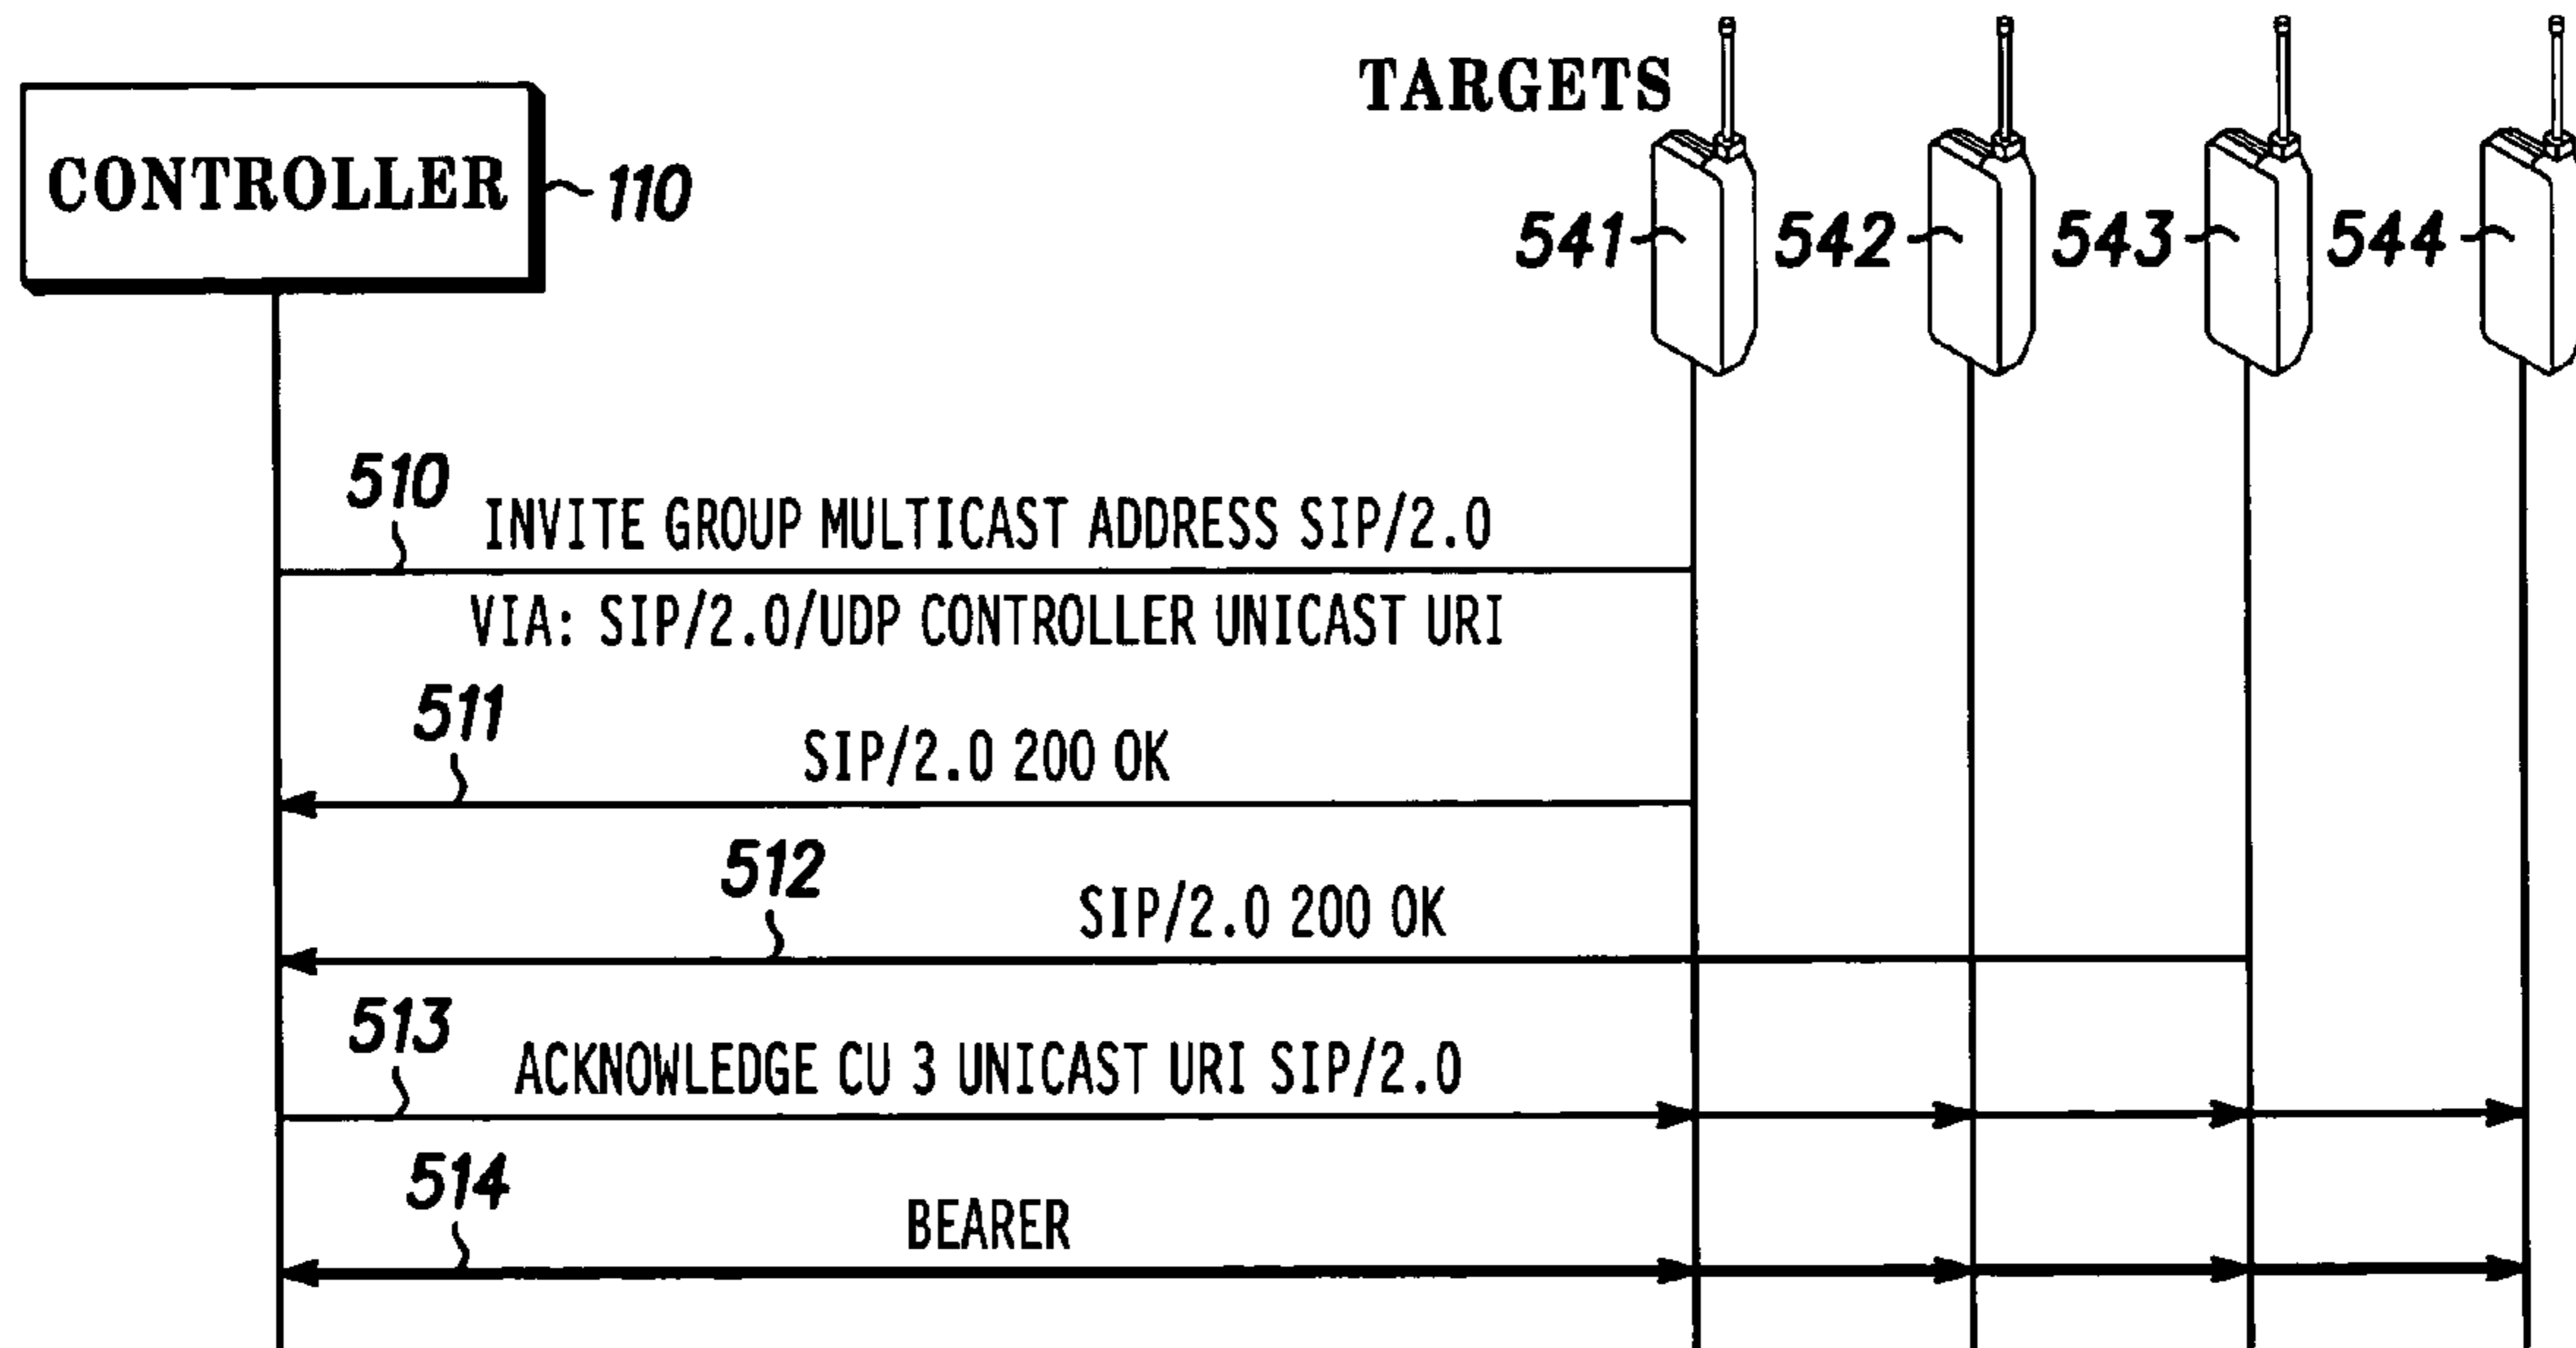 TARGETS
CONTROLLER
110
541
542
543
544
510
INVITE GROUP MULTICAST ADDRESS SIP/2.0
VIA: SIP/2.0/UDP CONTROLLER UNICAST URI
511
SIP/2.0 200 OK
512
SIP/2.0 200 OK
513
ACKNOWLEDGE CU 3 UNICAST URI SIP/2.0
514
BEARER